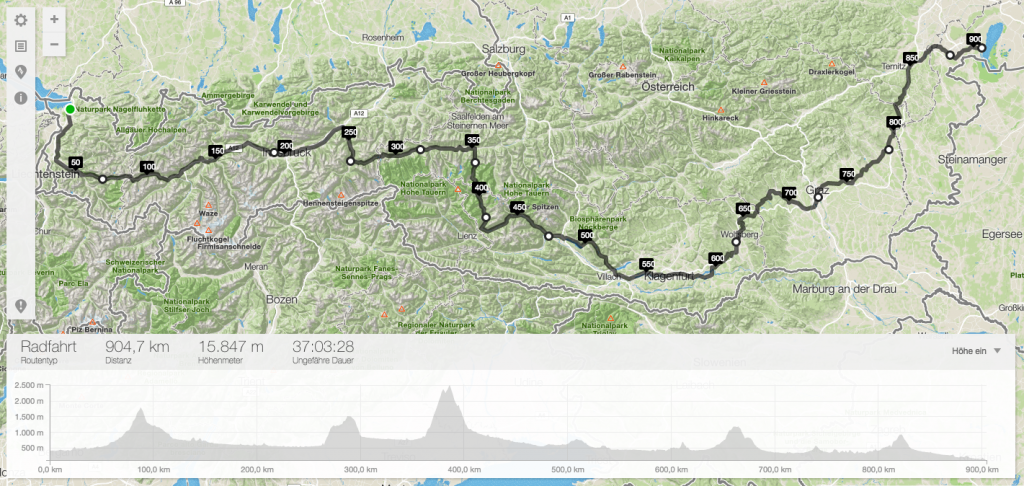 A 96
A1
Rosenheim
Salzburg
Großer Heubergkopf
Nationalpark
Kalkalpen
Großer Rabenstein
Österreich
Draxlerkogel
Kleiner Griesstein
Ternitz
850
900
Naturpark Nagelfluhkette
Ammergebirge
Karwendel und
Karwendelvorgebirge
Nationalpark
Berchtesgaden
A12
Saalfelden am
Steinernen Meer
Allgäuer Hochalpen
Hinkareck
800
250
200
150
300
350
50
100
Steinamanger
750
Nationalpark
Hohe Tauern
400
Nationalpark
Hohe Tauern
Hennensteigenspitze
Waze
450
Spitzen
700
Graz
650
Biosphärenpark
Nockberge
Chur
Fluchtkogel
Firmisanschneide
Lienz
500
Egersee
Schweizerischer
Nationalpark
Meran
Naturpark Fanes-
Sennes-Prags
550
600
Villach
Klagenfurt
Parc Ela
Nationalpark
Stilfser Joch
Bozen
Marburg an der Drau
Piz Bernina
Regionaler Naturpark
Nationalpark
Radfahrt
Routentyp
904,7 km
Distanz
15.847 m
Höhenmeter
37:03:28
Ungefähre Dauer
Höhe ein
2.500 m
2.000 m
1.500 m
1.000 m
500 m
0,0 km
100,0 km
200,0 km
300,0 km
400,0 km
500,0 km
600,0 km
700,0 km
800,0 km
900,0 km